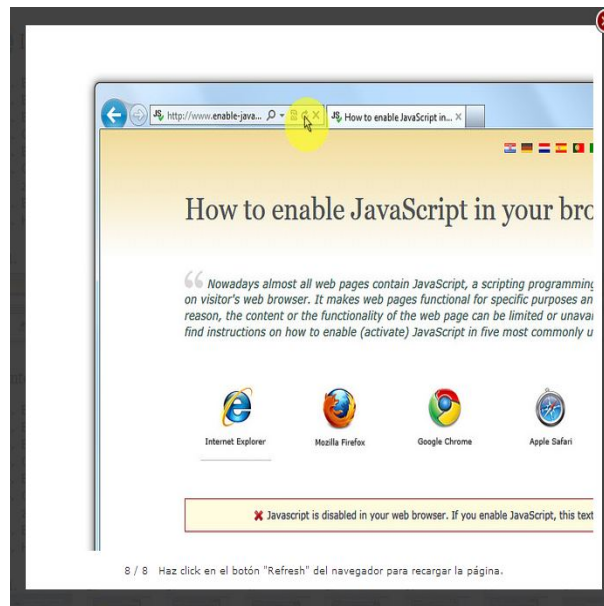 http://www.enable-java...
How to enable JavaScript in...
How to enable JavaScript in your bro
Nowadays almost all web pages contain JavaScript, a scripting programming
on visitor's web browser. It makes web pages functional for specific purposes an
reason, the content or the functionality of the web page can be limited or unava
find instructions on how to enable (activate) JavaScript in five most commonly u
Internet Explorer
Mozilla Firefox
Google Chrome
Apple Safari
Javascript is disabled in your web browser. If you enable JavaScript, this text
8 / 8 Haz click en el botón "Refresh" del navegador para recargar la página.